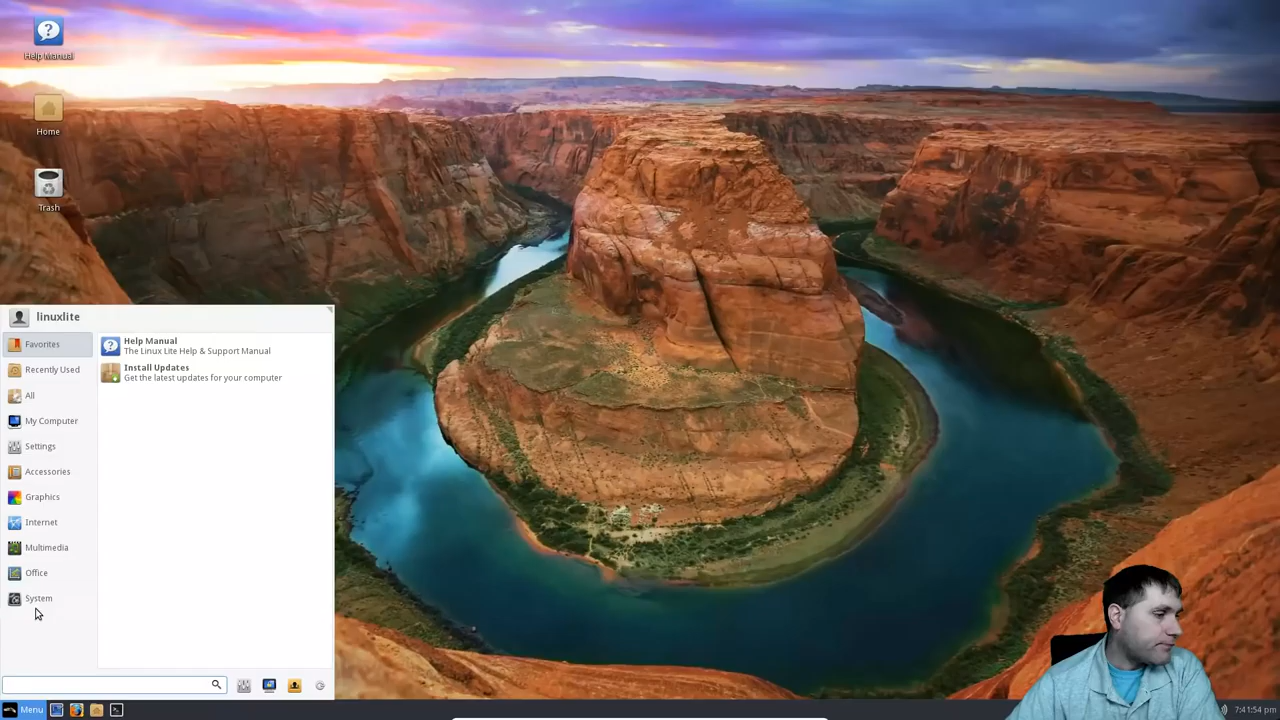 Help Manual
Home
Trash
linuxlite
Favorites
Recently Used
All
My Computer
Settings
Accessories
Graphics
Internet
Multimedia
Office
System
Help Manual
The Linux Lite Help & Support Manual
Install Updates
Get the latest updates for your computer
Menu
7:41:54 pm